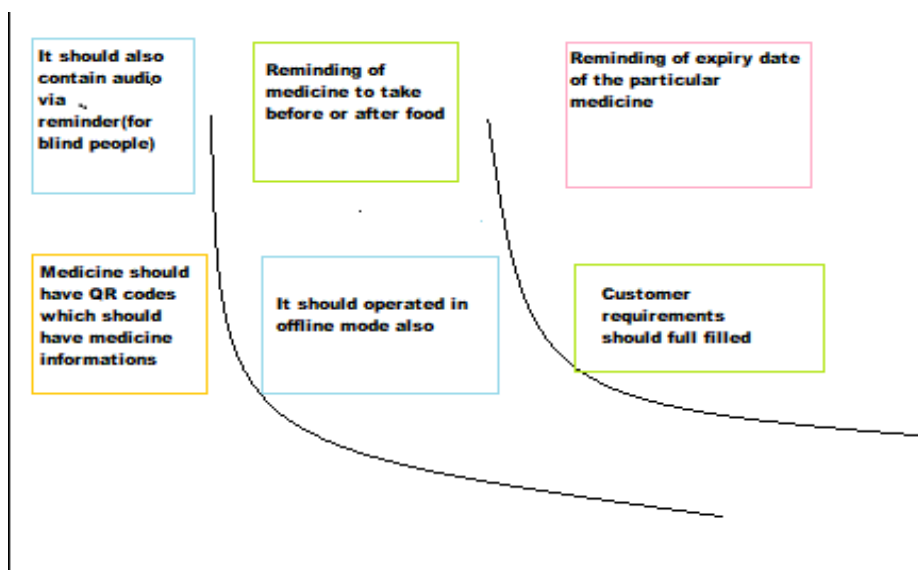 It should also
contain audio
via
reminder(for
blind people)
Reminding of
medicine to take
before or after food
Reminding of expiry date
of the particular
medicine
Medicine should
have QR codes
which should
have medicine
informations
It should operated in
offline mode also
Customer
requirements
should full filled